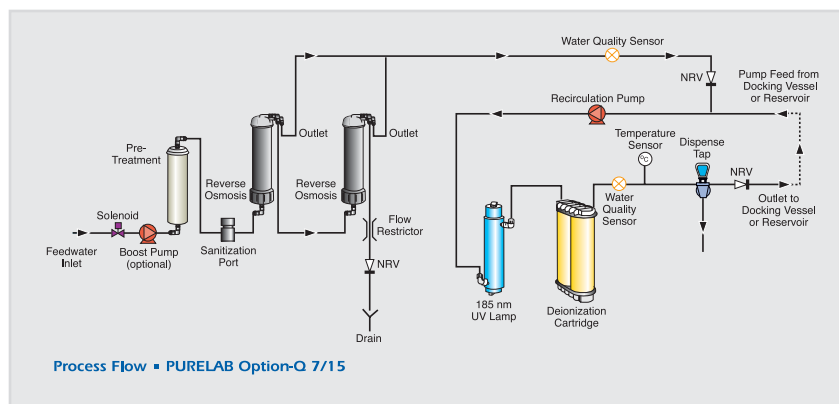 Water Quality Sensor
NRV
Pump Feed from
Docking Vessel
or Reservoir
Recirculation Pump
Outlet
Outlet
Temperature
Sensor
Dispense
Tap
°C
Pre-
Treatment
Reverse
Osmosis
Reverse
Osmosis
NRV
Water
Quality
Sensor
Outlet to
Docking Vessel
or Reservoir
Solenoid
Flow
Restrictor
Feedwater
Inlet
Boost Pump
(optional)
Sanitization
Port
NRV
185 nm
UV Lamp
Deionization
Cartridge
Drain
Process Flow ▪ PURELAB Option-Q 7/15